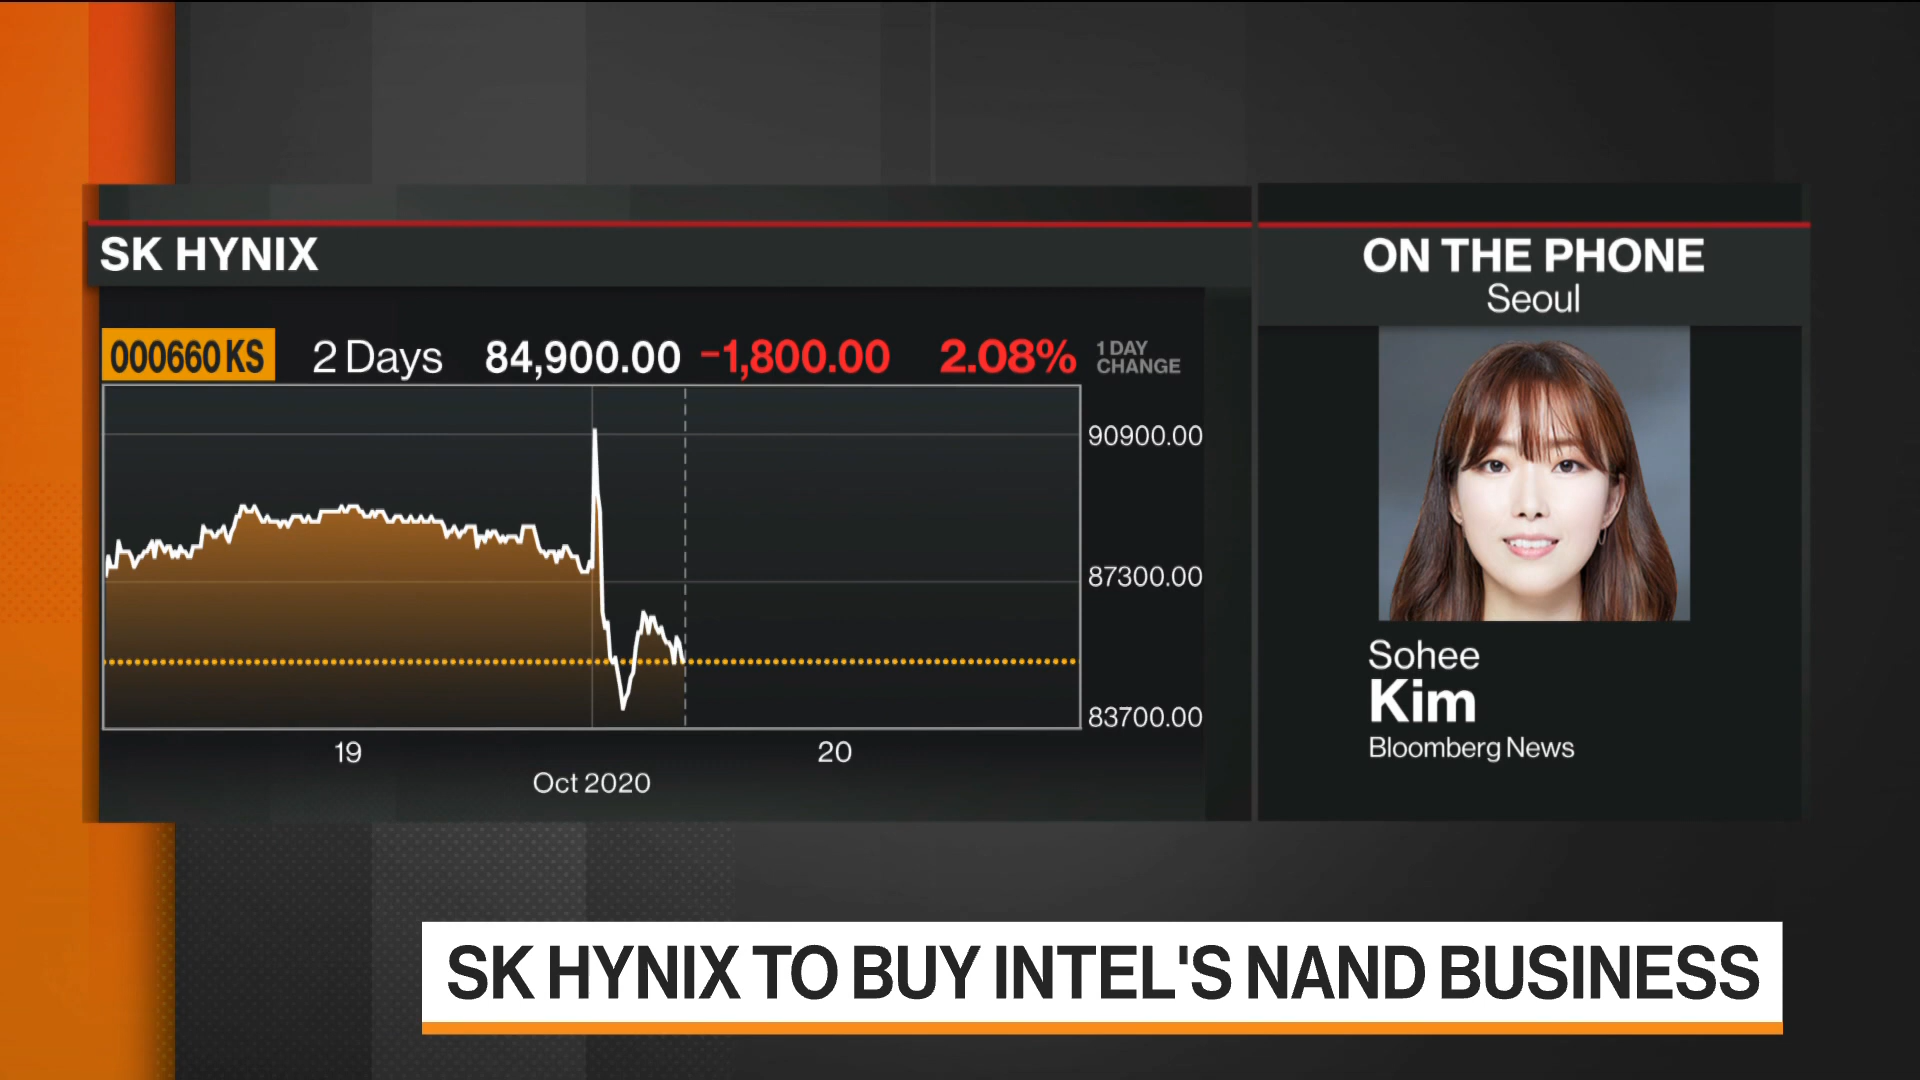 SK HYNIX
000660 KS 2 Days 84,900.00 -1,800.00 2.08% 1 DAY CHANGE
90900.00
87300.00
83700.00
19 20
Oct 2020
ON THE PHONE
Seoul
Sohee
Kim
Bloomberg News
SK HYNIX TO BUY INTEL'S NAND BUSINESS